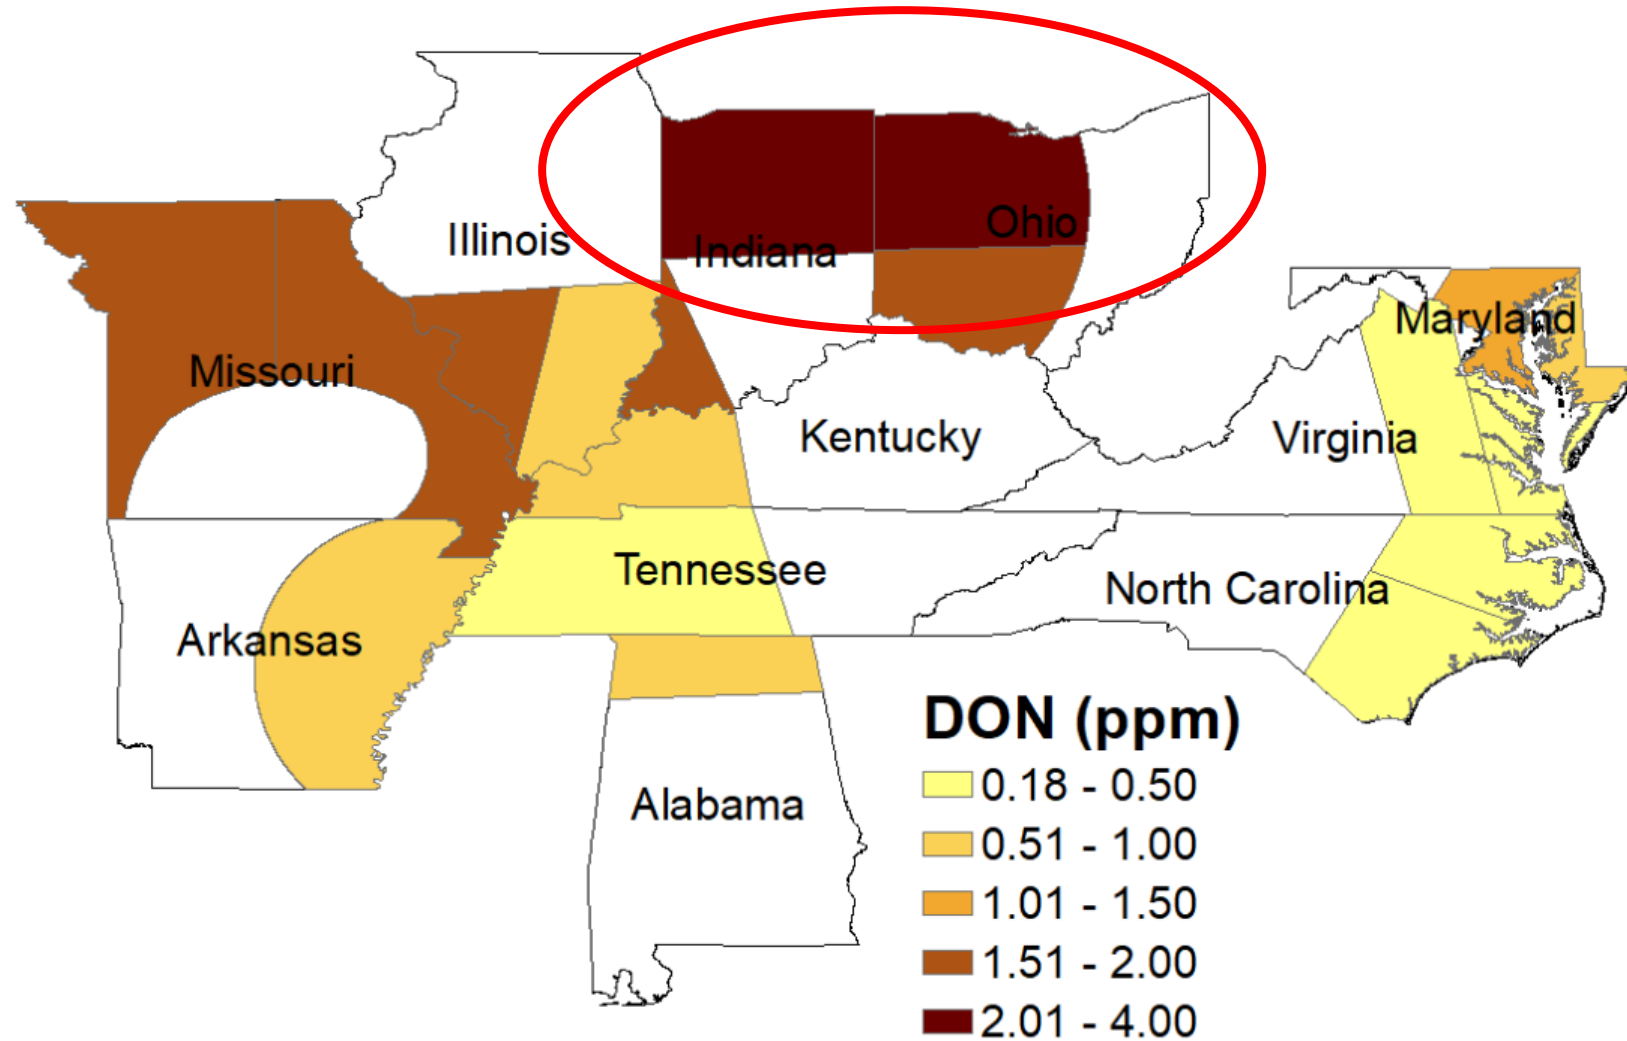 Ohio
Illinois
Indiana
Maryland
Missouri
Kentucky
Virginia
Tennessee
North Carolina
Arkansas
Alabama
DON (ppm)
0.18 - 0.50
0.51 - 1.00
1.01 - 1.50
1.51 - 2.00
2.01 - 4.00